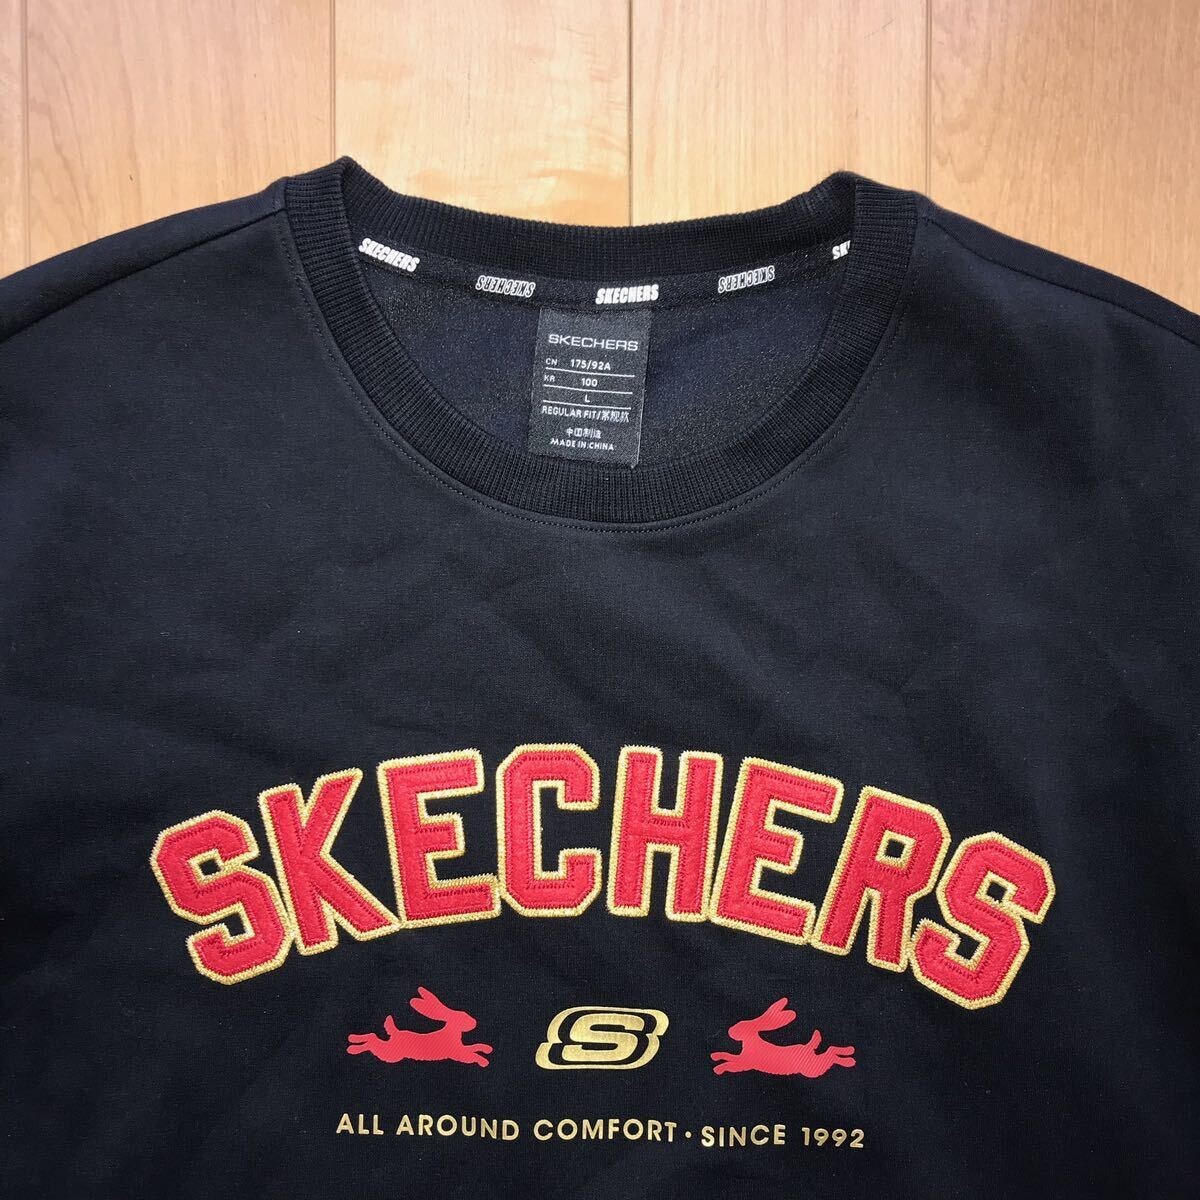 SKECHERS
SKECHERS
SKECHERS
SKECHERS
SK
SKECHERS
CN 175/92A
KR 100
L
REGULAR FIT/常规款
中国制造
MADE IN CHINA
SKECHERS
S
ALL AROUND COMFORT · SINCE 1992